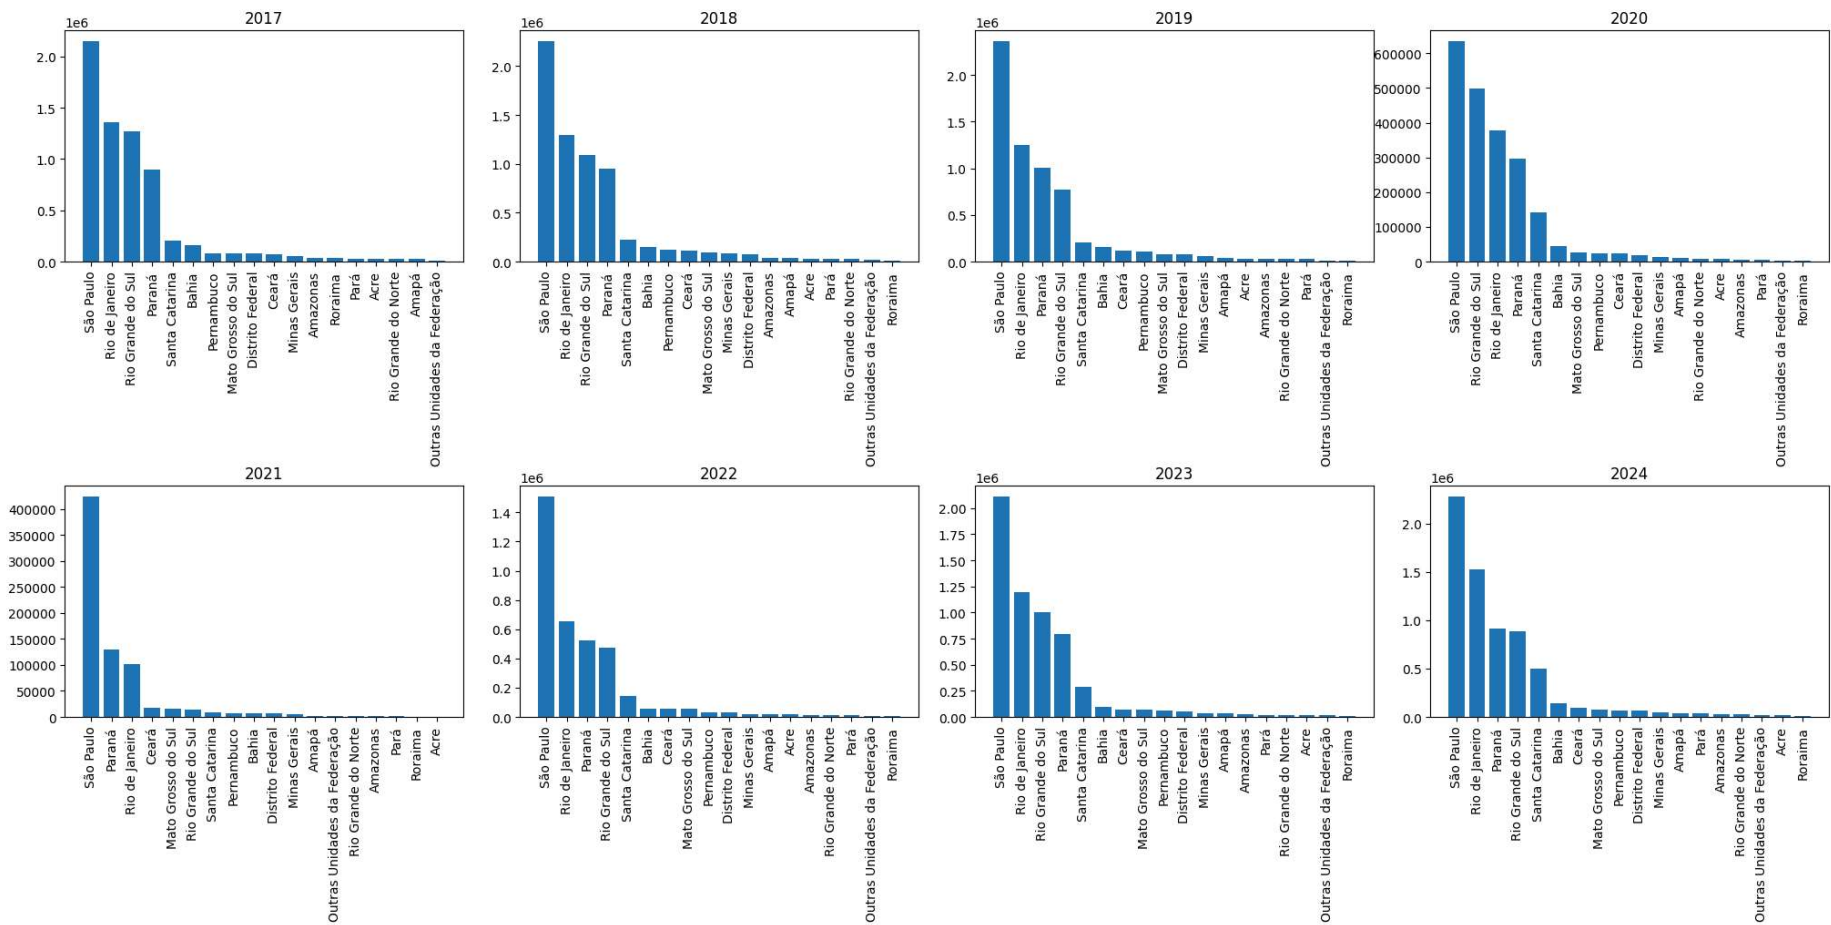 2017
1e6
2.0
1.5
1.0
0.5
0.0
São Paulo
Rio de Janeiro
Rio Grande do Sul
Paraná
Santa Catarina
Bahia
Pernambuco
Mato Grosso do Sul
Distrito Federal
Ceará
Minas Gerais
Amazonas
Roraima
Pará
Acre
Rio Grande do Norte
Amapá
Outras Unidades da Federação
2018
1e6
2.0
1.5
1.0
0.5
0.0
São Paulo
Rio de Janeiro
Rio Grande do Sul
Paraná
Santa Catarina
Bahia
Pernambuco
Ceará
Mato Grosso do Sul
Minas Gerais
Distrito Federal
Amazonas
Amapá
Acre
Pará
Rio Grande do Norte
Outras Unidades da Federação
Roraima
2019
1e6
2.0
1.5
1.0
0.5
0.0
São Paulo
Rio de Janeiro
Paraná
Rio Grande do Sul
Santa Catarina
Bahia
Ceará
Pernambuco
Mato Grosso do Sul
Distrito Federal
Minas Gerais
Amapá
Acre
Amazonas
Rio Grande do Norte
Pará
Outras Unidades da Federação
Roraima
2020
600000
500000
400000
300000
200000
100000
0
São Paulo
Rio Grande do Sul
Rio de Janeiro
Paraná
Santa Catarina
Bahia
Mato Grosso do Sul
Pernambuco
Ceará
Distrito Federal
Minas Gerais
Amapá
Rio Grande do Norte
Acre
Amazonas
Pará
Outras Unidades da Federação
Roraima
2021
400000
350000
300000
250000
200000
150000
100000
50000
0
São Paulo
Paraná
Rio de Janeiro
Ceará
Mato Grosso do Sul
Rio Grande do Sul
Santa Catarina
Pernambuco
Bahia
Distrito Federal
Minas Gerais
Amapá
Outras Unidades da Federação
Rio Grande do Norte
Amazonas
Pará
Roraima
Acre
2022
1e6
1.4
1.2
1.0
0.8
0.6
0.4
0.2
0.0
São Paulo
Rio de Janeiro
Paraná
Rio Grande do Sul
Santa Catarina
Bahia
Ceará
Mato Grosso do Sul
Pernambuco
Distrito Federal
Minas Gerais
Amapá
Acre
Amazonas
Rio Grande do Norte
Pará
Outras Unidades da Federação
Roraima
2023
1e6
2.00
1.75
1.50
1.25
1.00
0.75
0.50
0.25
0.00
São Paulo
Rio de Janeiro
Rio Grande do Sul
Paraná
Santa Catarina
Bahia
Ceará
Mato Grosso do Sul
Pernambuco
Distrito Federal
Minas Gerais
Amapá
Amazonas
Pará
Rio Grande do Norte
Acre
Outras Unidades da Federação
Roraima
2024
1e6
2.0
1.5
1.0
0.5
0.0
São Paulo
Rio de Janeiro
Paraná
Rio Grande do Sul
Santa Catarina
Bahia
Ceará
Mato Grosso do Sul
Pernambuco
Distrito Federal
Minas Gerais
Amapá
Pará
Amazonas
Rio Grande do Norte
Outras Unidades da Federação
Acre
Roraima